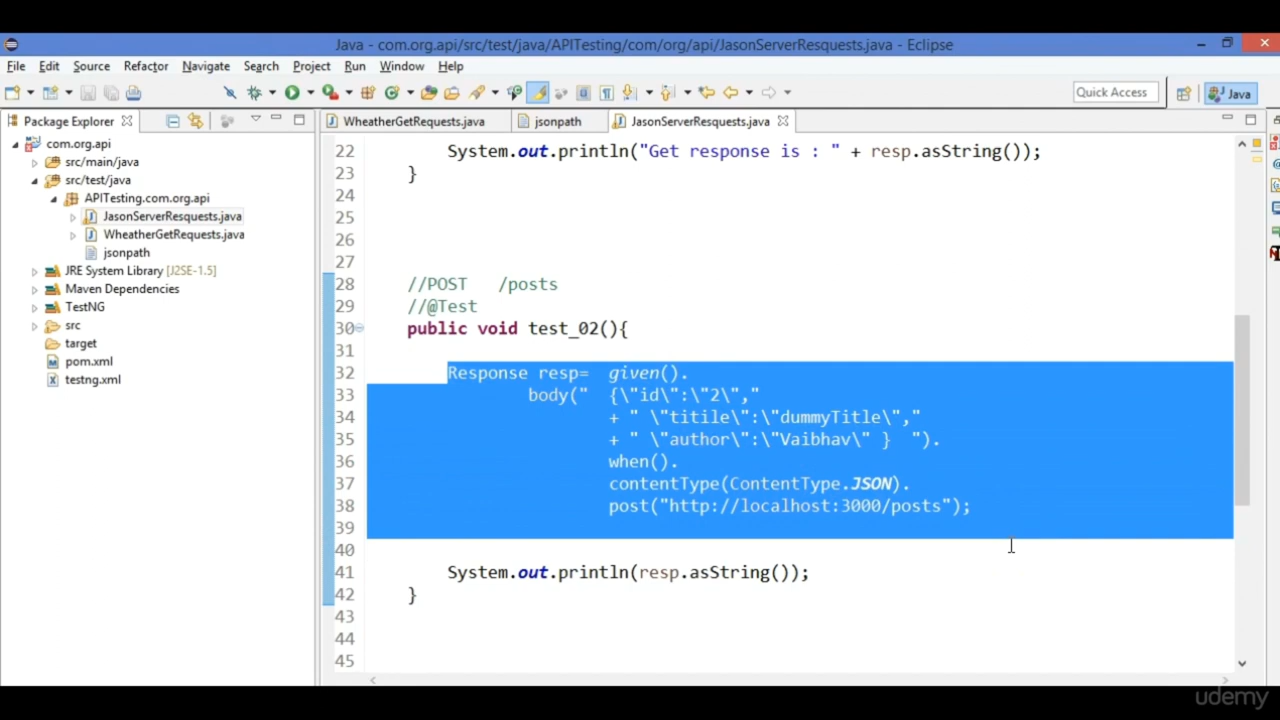 Java - com.org.api/src/test/java/APITesting/com/org/api/JasonServerResquests.java - Eclipse
File Edit Source Refactor Navigate Search Project Run Window Help
Quick Access Java
Package Explorer
com.org.api
src/main/java
src/test/java
APITesting.com.org.api
JasonServerResquests.java
WheatherGetRequests.java
jsonpath
JRE System Library [J2SE-1.5]
Maven Dependencies
TestNG
src
target
pom.xml
testng.xml
WheatherGetRequests.java jsonpath JasonServerResquests.java
22 System.out.println("Get response is : " + resp.asString());
23 }
24
25
26
27
28 //POST /posts
29 //@Test
30 public void test_02(){
31
32 Response resp= given().
33 body(" {\"id\":\"2\","
34 + " \"titile\":\"dummyTitle\","
35 + " \"author\":\"Vaibhav\" } ").
36 when().
37 contentType(ContentType.JSON).
38 post("http://localhost:3000/posts");
39
40
41 System.out.println(resp.asString());
42 }
43
44
45
udemy